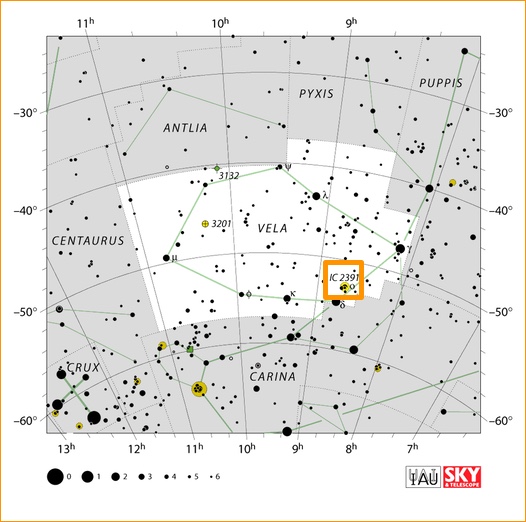 11ʰ 10ʰ 9ʰ
PYXIS
PUPPIS
−30° −30°
ANTLIA
ψ
3132
λ
−40° −40°
3201
VELA
CENTAURUS
γ
μ
IC 2391
ο
φ
κ
δ
−50° −50°
CRUX
CARINA
−60° −60°
13ʰ 12ʰ 11ʰ 10ʰ 9ʰ 8ʰ 7ʰ
0 1 2 3 4 5 6
IAU
SKY
& TELESCOPE